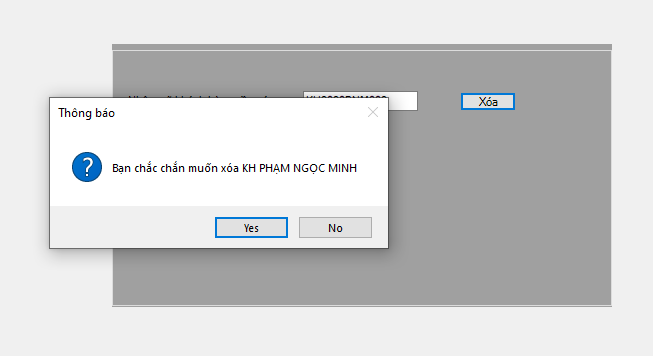 Xóa
Thông báo
Bạn chắc chắn muốn xóa KH PHẠM NGỌC MINH
Yes
No